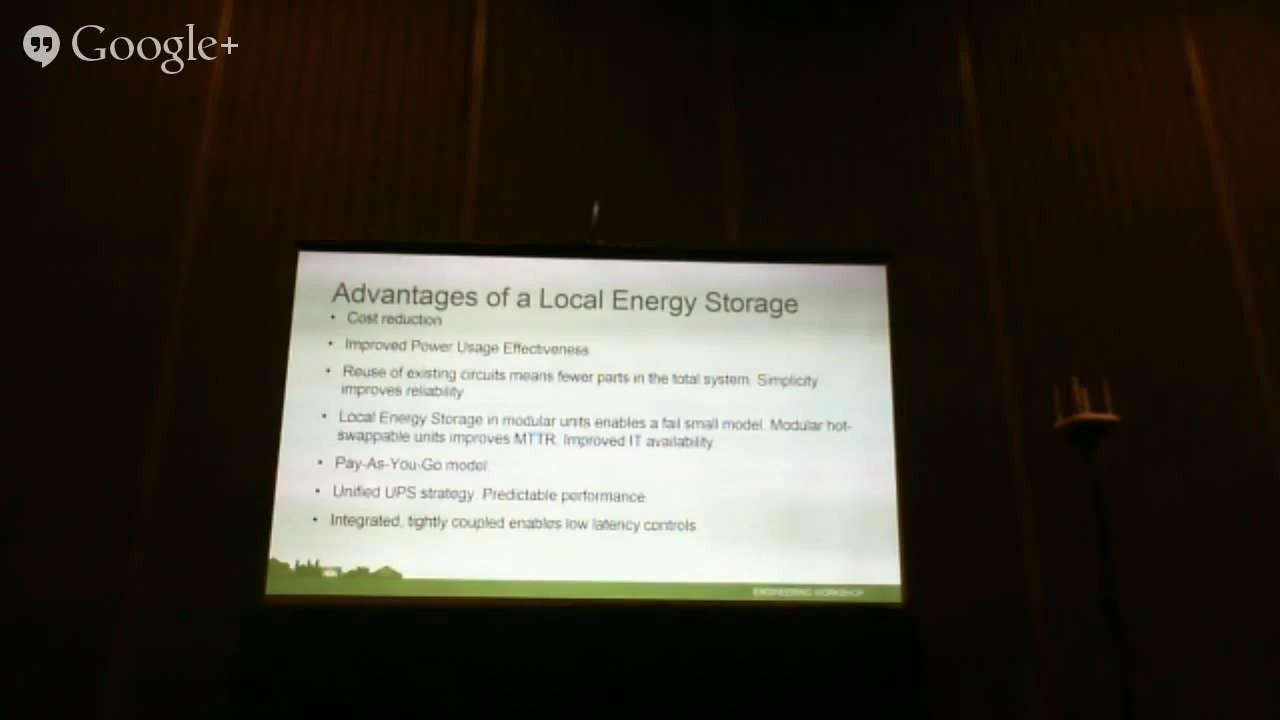 Google+
Advantages of a Local Energy Storage
• Cost reduction
• Improved Power Usage Effectiveness.
• Reuse of existing circuits means fewer parts in the total system. Simplicity
improves reliability
• Local Energy Storage in modular units enables a fail small model. Modular hot-
swappable units improves MTTR. Improved IT availability
• Pay-As-You-Go model.
• Unified UPS strategy. Predictable performance.
• Integrated, tightly coupled enables low latency controls
ENGINEERING WORKSHOP